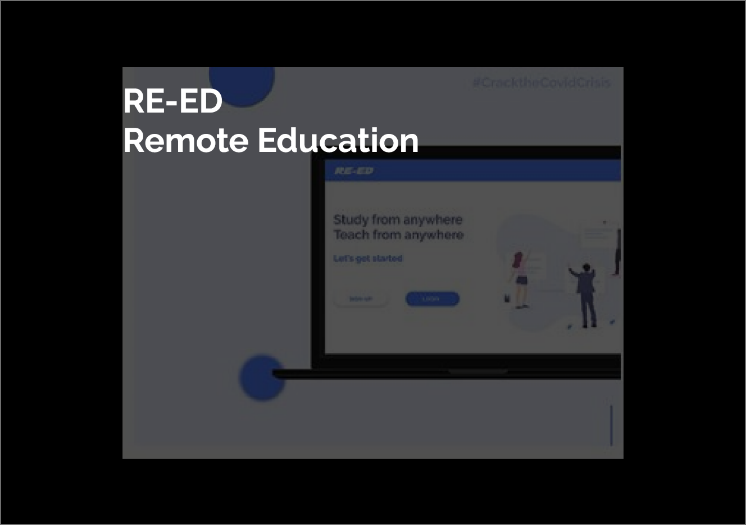 #CracktheCovidCrisis
RE-ED
Remote Education
RE-ED
Study from anywhere
Teach from anywhere
Let's get started
SIGN UP
LOGIN